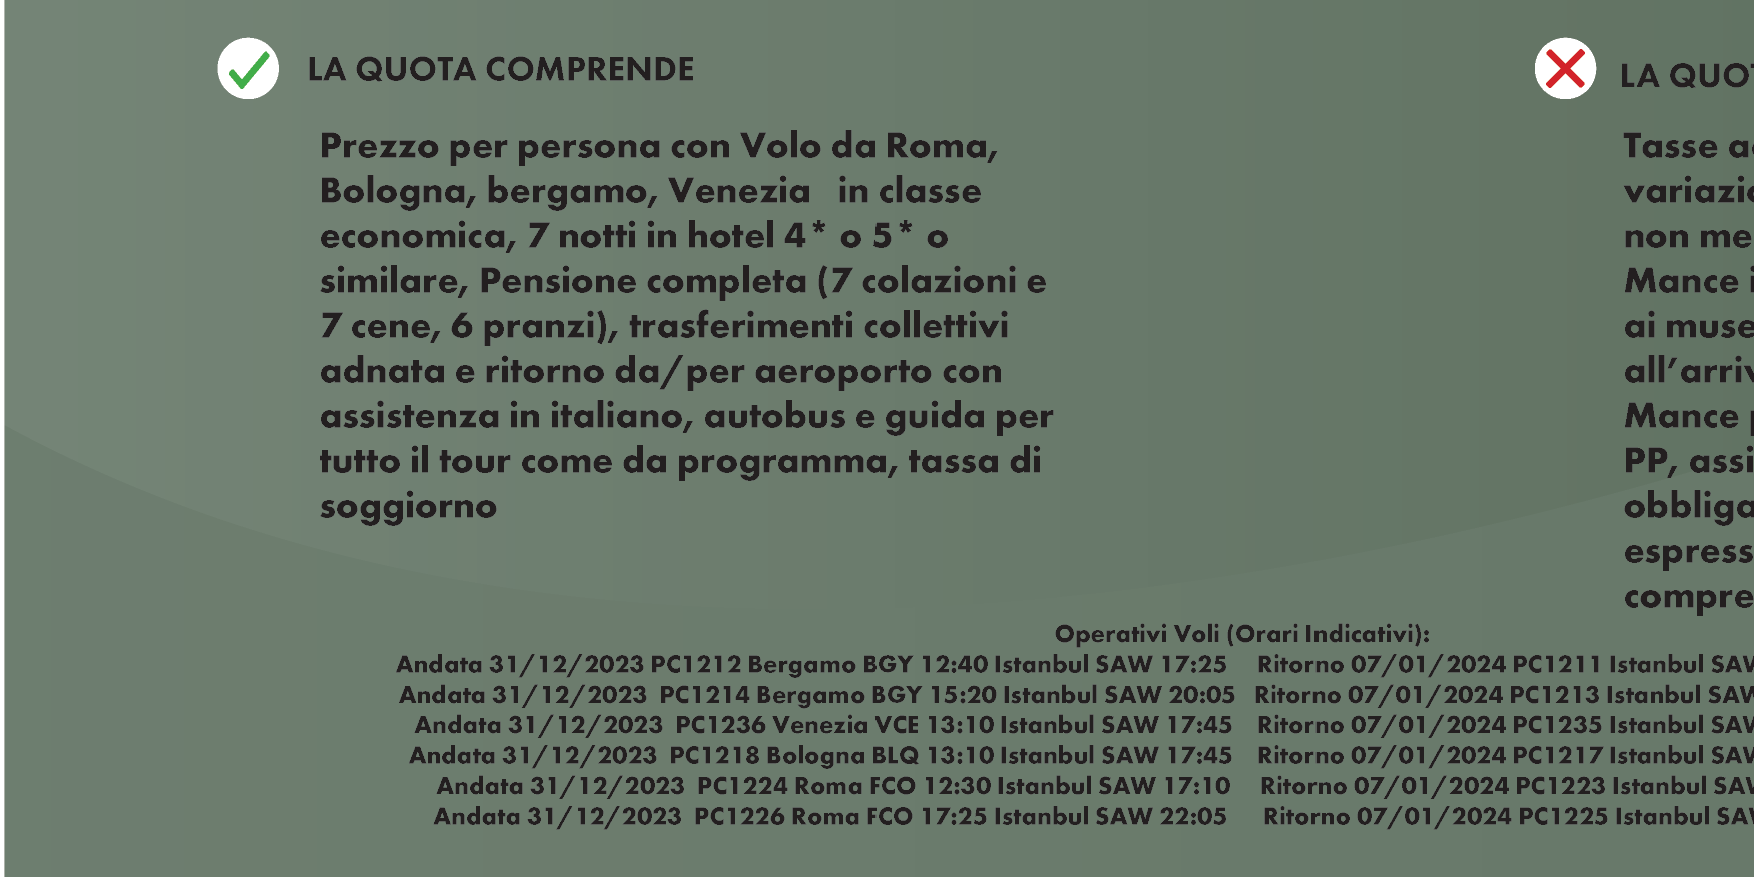 LA QUOTA COMPRENDE
Prezzo per persona con Volo da Roma,
Bologna, bergamo, Venezia in classe
economica, 7 notti in hotel 4* o 5* o
similare, Pensione completa (7 colazioni e
7 cene, 6 pranzi), trasferimenti collettivi
adnata e ritorno da/per aeroporto con
assistenza in italiano, autobus e guida per
tutto il tour come da programma, tassa di
soggiorno
LA
Tasse
non
Mance
ai
Mance
PP,
Operativi Voli (Orari Indicativi):
Andata 31/12/2023 PC1212 Bergamo BGY 12:40 Istanbul SAW 17:25 Ritorno 07/01/2024 PC1211 Istanbul
Andata 31/12/2023 PC1214 Bergamo BGY 15:20 Istanbul SAW 20:05 Ritorno 07/01/2024 PC1213 Istanbul
Andata 31/12/2023 PC1236 Venezia VCE 13:10 Istanbul SAW 17:45 Ritorno 07/01/2024 PC1235 Istanbul
Andata 31/12/2023 PC1218 Bologna BLQ 13:10 Istanbul SAW 17:45 Ritorno 07/01/2024 PC1217 Istanbul
Andata 31/12/2023 PC1224 Roma FCO 12:30 Istanbul SAW 17:10 Ritorno 07/01/2024 PC1223 Istanbul
Andata 31/12/2023 PC1226 Roma FCO 17:25 Istanbul SAW 22:05 Ritorno 07/01/2024 PC1225 Istanbul